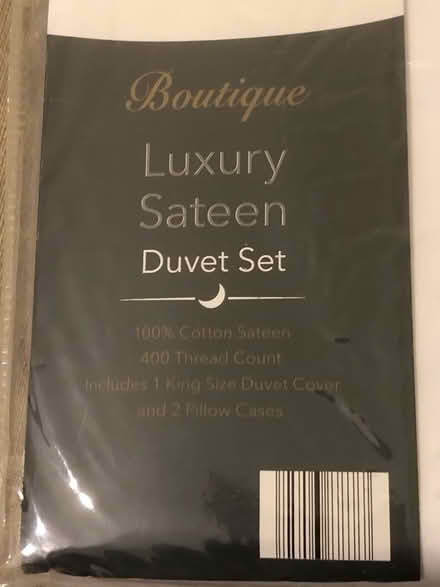 Boutique
Luxury
Sateen
Duvet Set
100% Cotton Sateen
400 Thread Count
Includes 1 King Size Duvet Cover
and 2 Pillow Cases